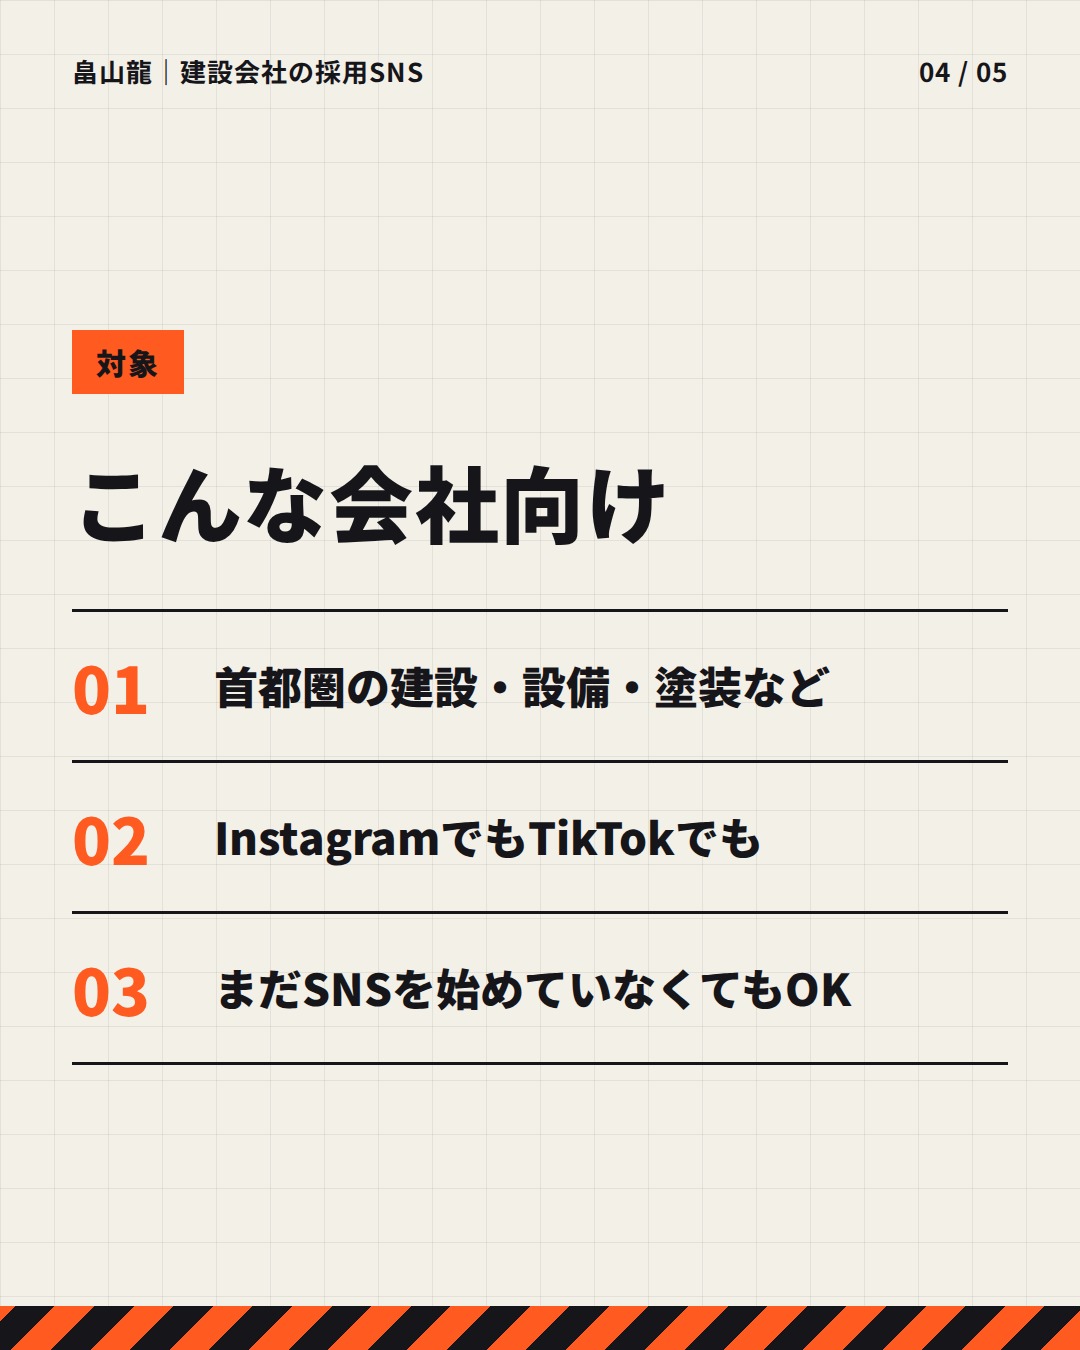 畠山龍｜建設会社の採用SNS
04 / 05
対象
こんな会社向け
01 首都圏の建設・設備・塗装など
02 InstagramでもTikTokでも
03 まだSNSを始めていなくてもOK